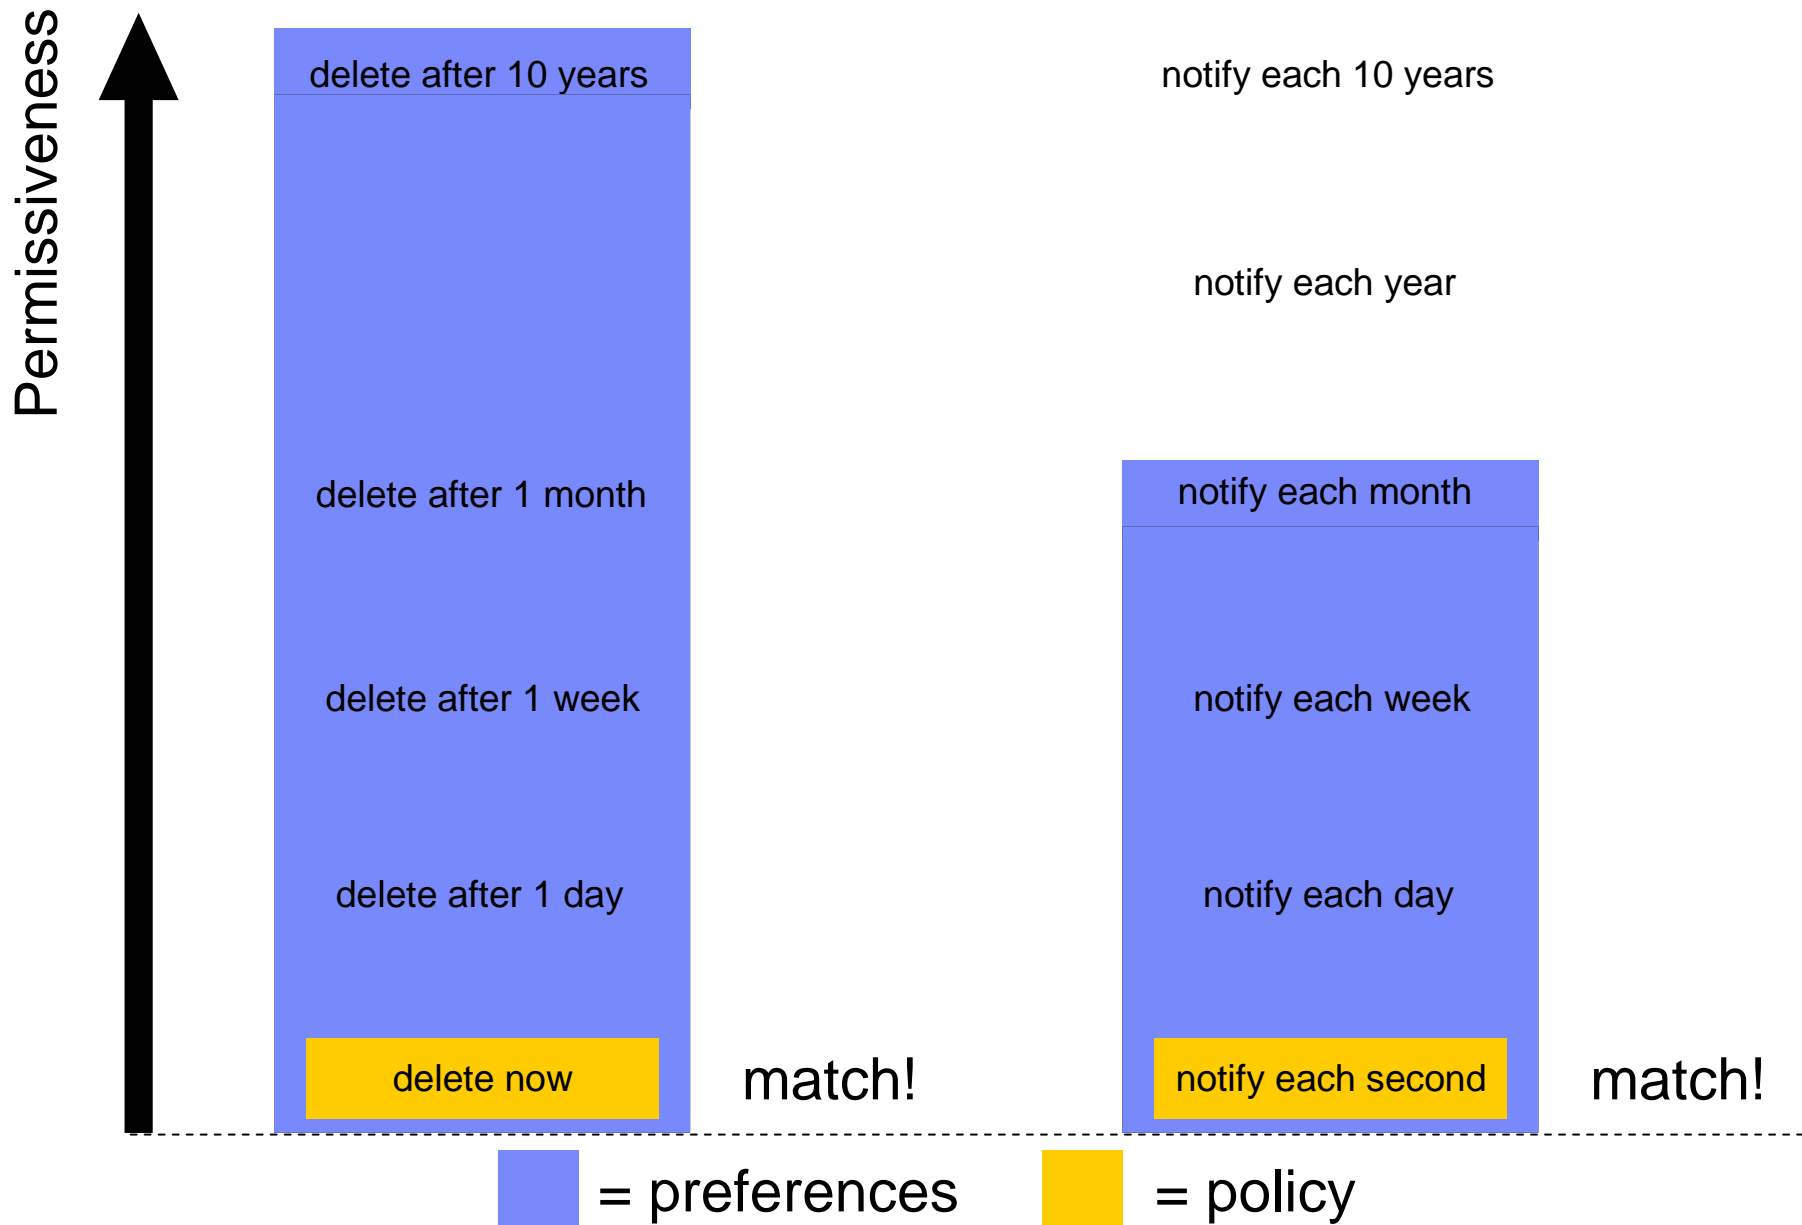 Permissiveness
delete after 10 years
notify each 10 years
notify each year
delete after 1 month
notify each month
delete after 1 week
notify each week
delete after 1 day
notify each day
delete now
match!
notify each second
match!
= preferences
= policy